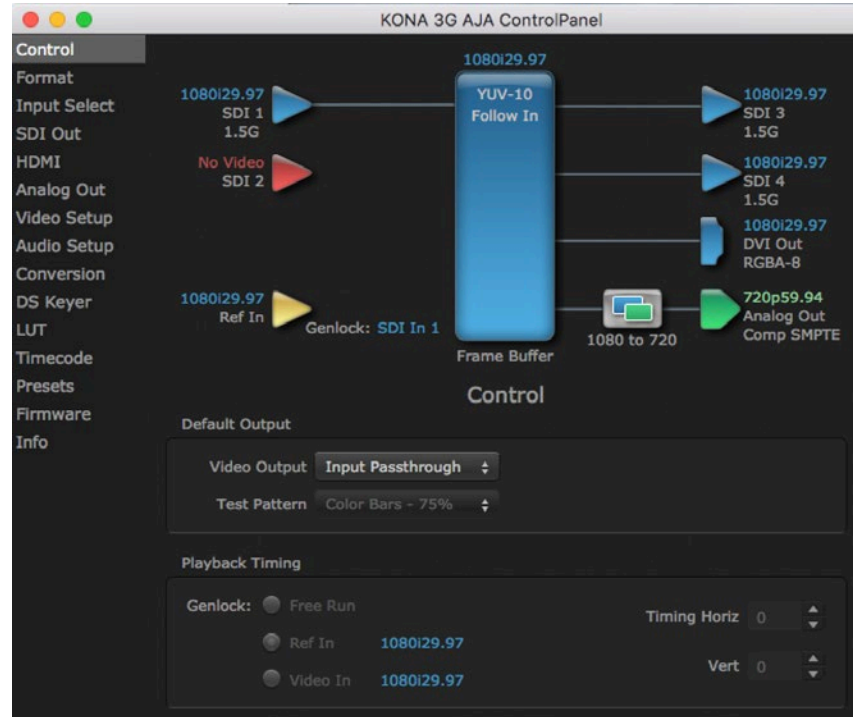 KONA 3G AJA ControlPanel
Control
Format
Input Select
SDI Out
HDMI
Analog Out
Video Setup
Audio Setup
Conversion
DS Keyer
LUT
Timecode
Presets
Firmware
Info
1080i29.97
SDI 1
1.5G
No Video
SDI 2
1080i29.97
Ref In
Genlock: SDI In 1
1080i29.97
YUV-10
Follow In
Frame Buffer
1080i29.97
SDI 3
1.5G
1080i29.97
SDI 4
1.5G
1080i29.97
DVI Out
RGBA-8
1080 to 720
720p59.94
Analog Out
Comp SMPTE
Control
Default Output
Video Output Input Passthrough
Test Pattern Color Bars - 75%
Playback Timing
Genlock: Free Run
Ref In 1080i29.97
Video In 1080i29.97
Timing Horiz 0
Vert 0